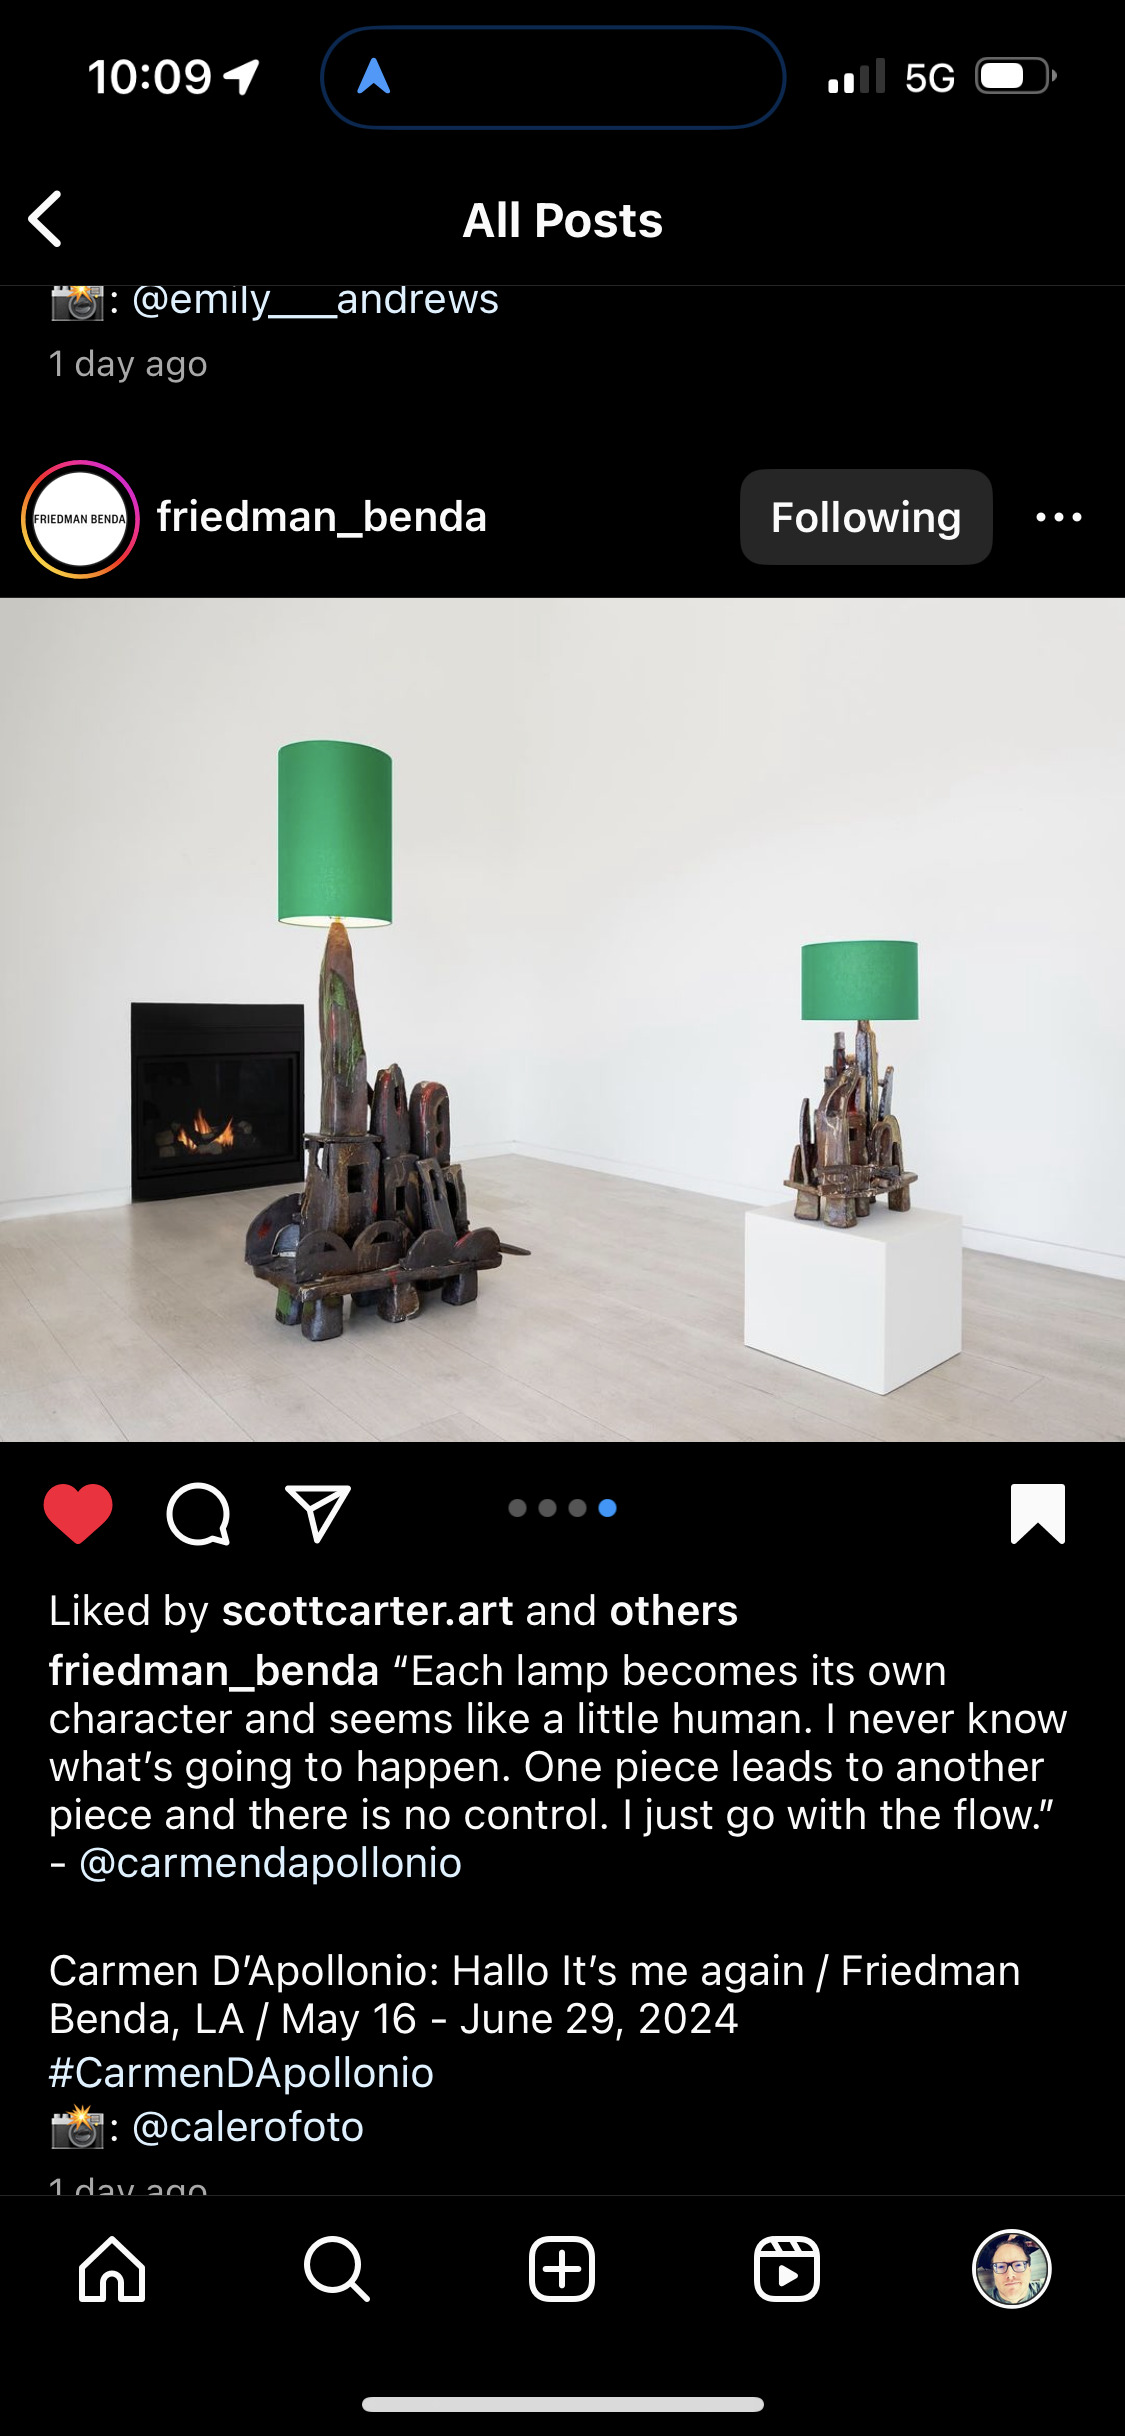 10:09
5G
All Posts
: @emily___andrews
1 day ago
FRIEDMAN BENDA
friedman_benda
Following
Liked by scottcarter.art and others
friedman_benda “Each lamp becomes its own
character and seems like a little human. I never know
what’s going to happen. One piece leads to another
piece and there is no control. I just go with the flow.”
- @carmendapollonio
Carmen D’Apollonio: Hallo It’s me again / Friedman
Benda, LA / May 16 - June 29, 2024
#CarmenDApollonio
📸: @calerofoto
1 day ago